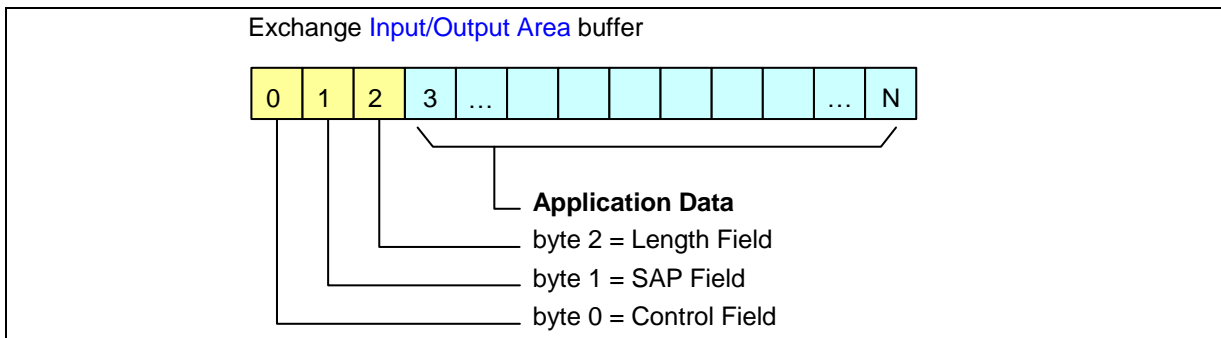 Exchange Input/Output Area buffer
0 1 2 3 … … N
Application Data
byte 2 = Length Field
byte 1 = SAP Field
byte 0 = Control Field